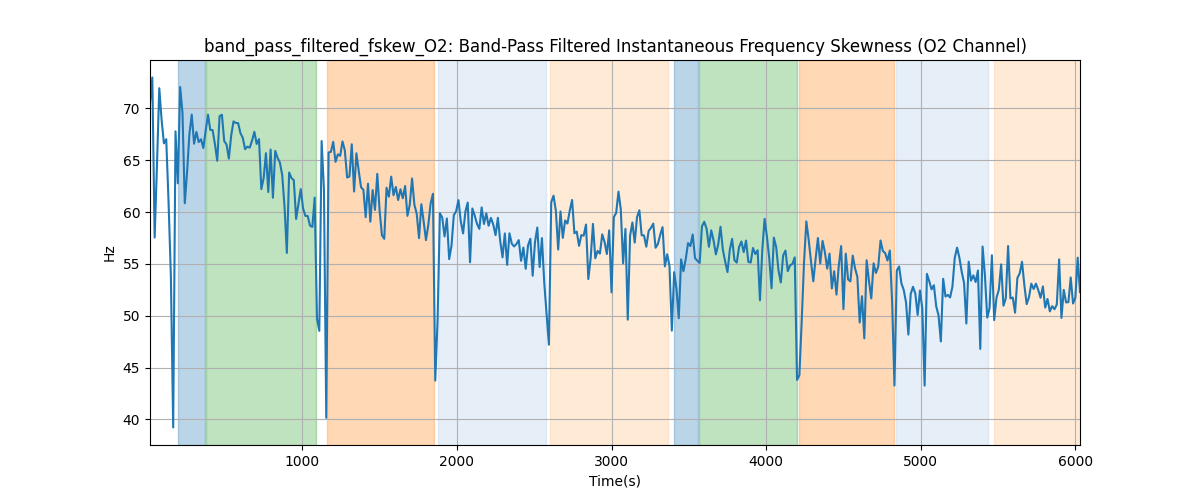 band_pass_filtered_fskew_O2: Band-Pass Filtered Instantaneous Frequency Skewness (O2 Channel)
Hz
70
65
60
55
50
45
40
1000 2000 3000 4000 5000 6000
Time(s)